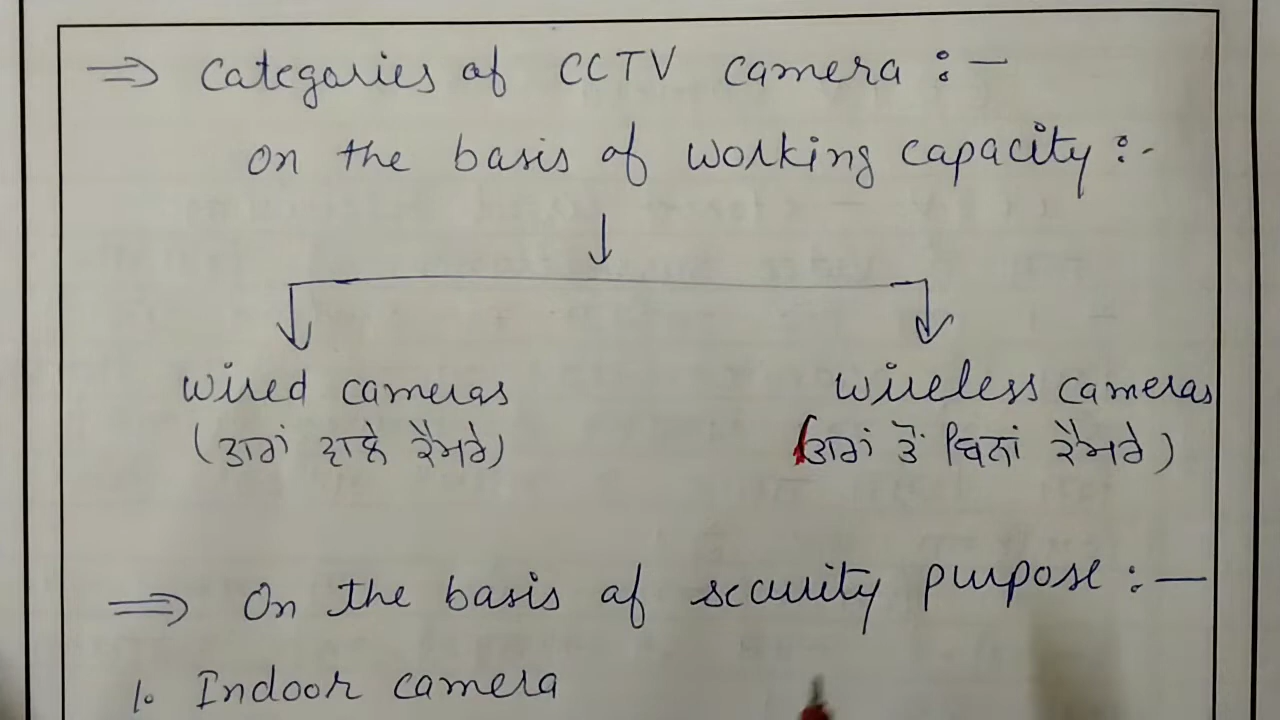 ⇒ Categories of CCTV camera :-
on the basis of working capacity :-
↓
wired cameras wireless cameras
(ਤਾਰਾਂ ਵਾਲੇ ਕੈਮਰੇ) (ਤਾਰਾਂ ਤੋਂ ਬਿਨਾਂ ਕੈਮਰੇ)
⇒ On the basis of security purpose :-
1. Indoor camera